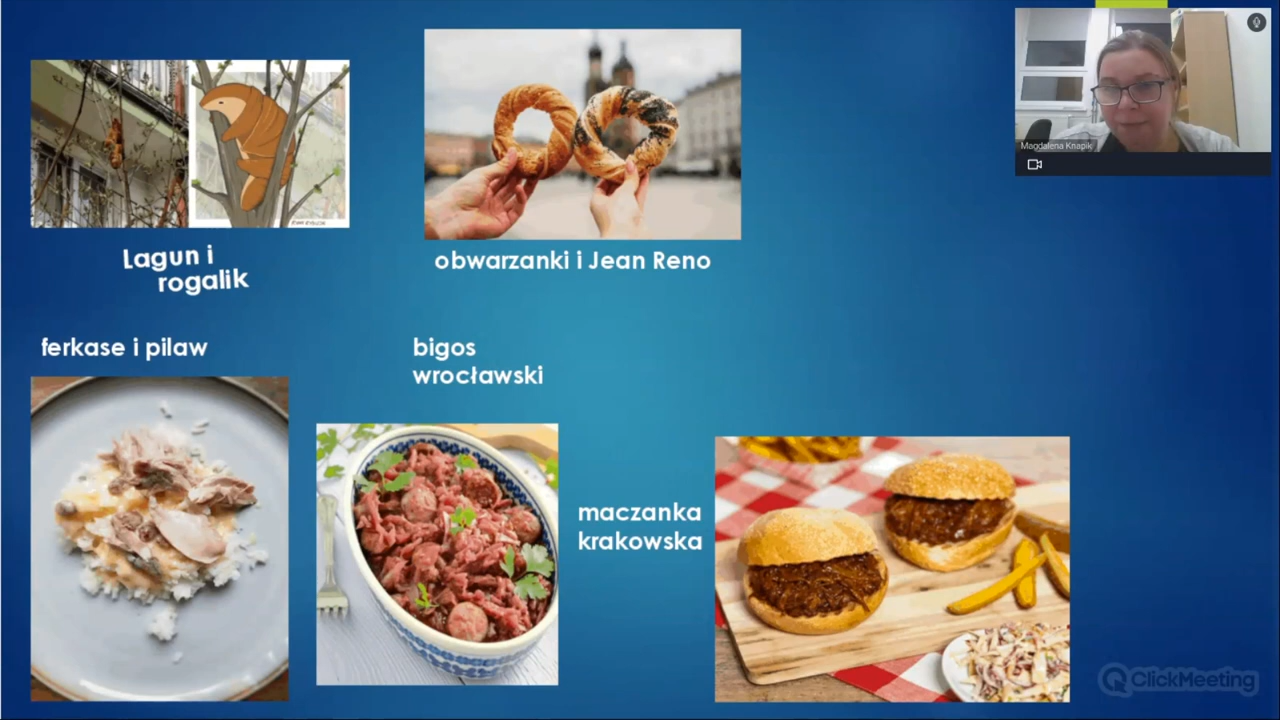 Lagun i
rogalik
obwarzanki i Jean Reno
Magdalena Knapik
ferkase i pilaw
bigos
wrocławski
maczanka
krakowska
ClickMeeting